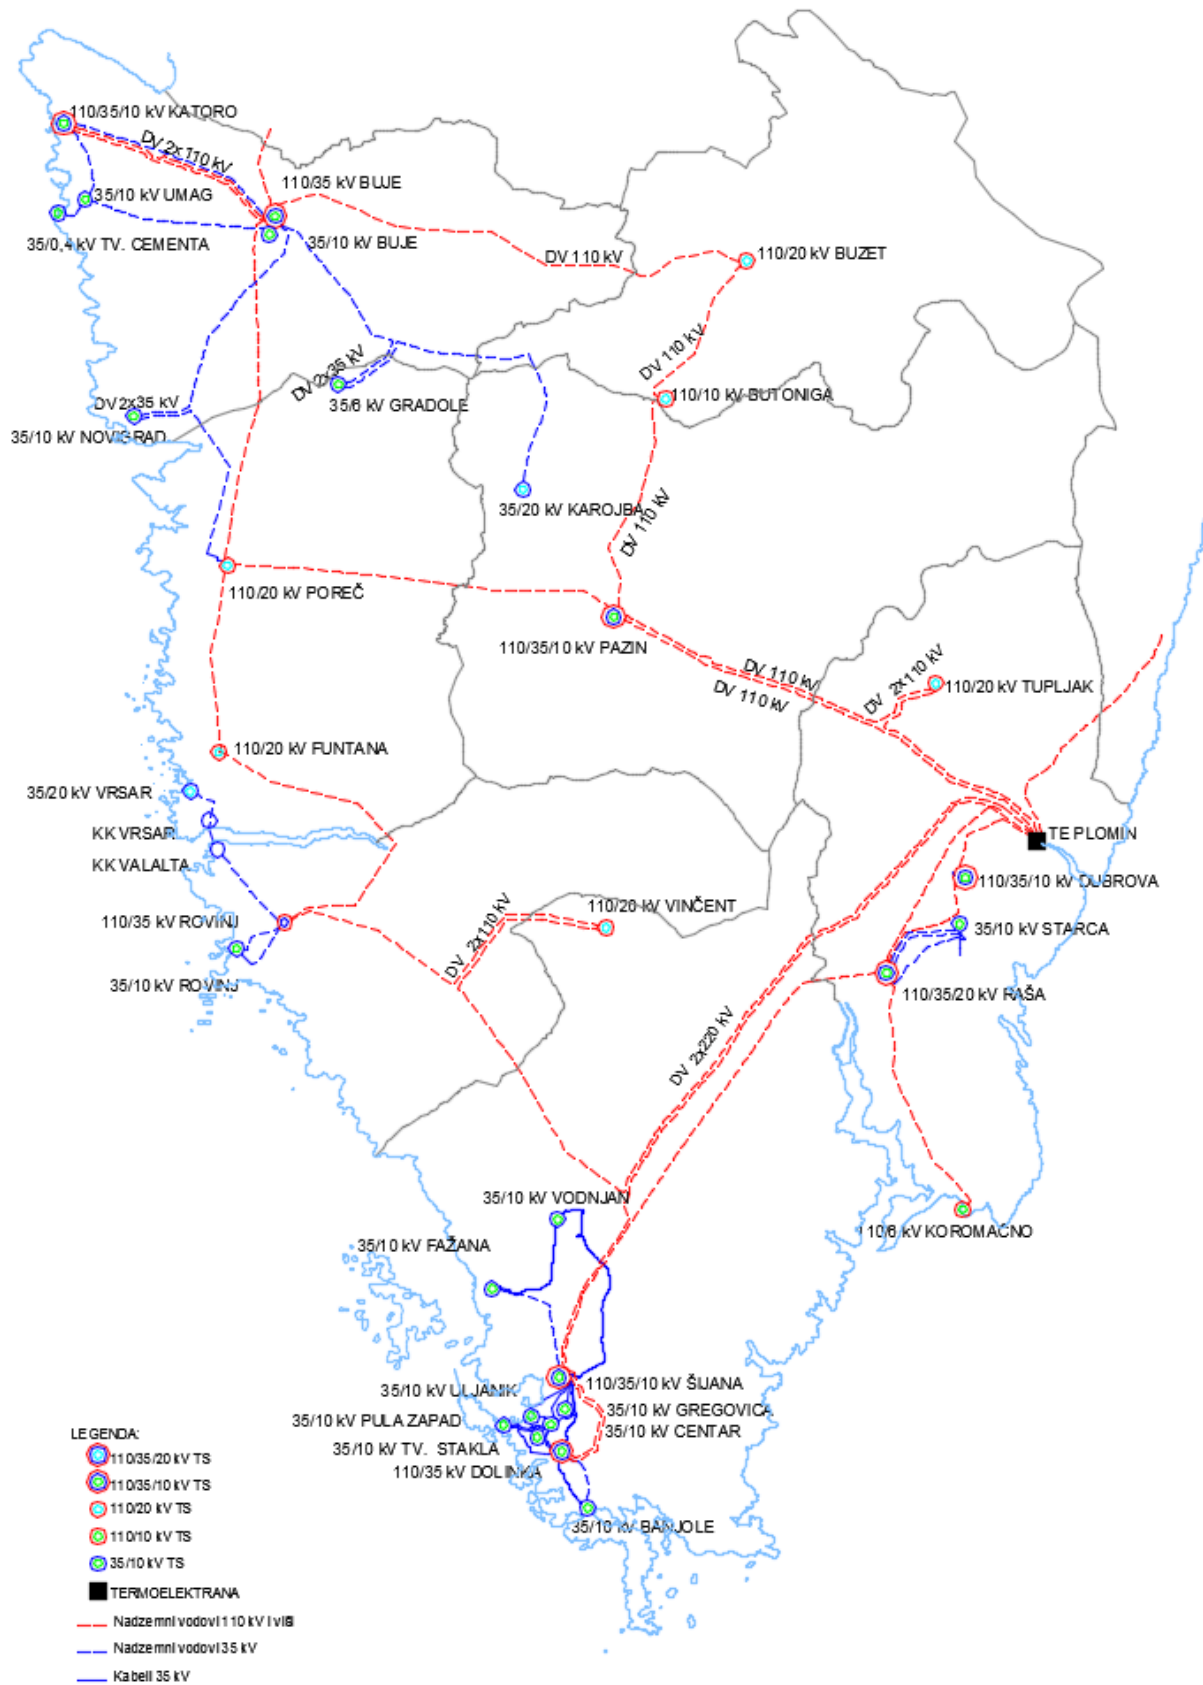 110/35/10 kV KATORO
DV 2x110 kV
110/35 kV BUJE
35/10 kV UMAG
35/0,4 kV TV. CEMENTA
35/10 kV BUJE
DV 110 kV
110/20 kV BUZET
DV 110 kV
DV 2x35 kV
110/10 kV BUTONIGA
35/6 kV GRADOLE
DV 2x35 kV
35/10 kV NOVIGRAD
35/20 kV KAROJBA
DV 110 kV
110/20 kV POREČ
110/35/10 kV PAZIN
DV 110 kV
DV 110 kV
DV 2x110 kV
110/20 kV TUPLJAK
110/20 kV FUNTANA
35/20 kV VRSAR
KK VRSAR
KK VALALTA
TE PLOMIN
110/35/10 kV DUBROVA
110/20 kV VINČENT
110/35 kV ROVINJ
35/10 kV STARCA
DV 2x110 kV
35/10 kV ROVINJ
110/35/20 kV RAŠA
DV 2x220 kV
35/10 kV VODNJAN
110/6 kV KOROMAČNO
35/10 kV FAŽANA
35/10 kV ULJANIK
110/35/10 kV ŠIJANA
35/10 kV GREGOVICA
35/10 kV PULA ZAPAD
35/10 kV CENTAR
35/10 kV TV. STAKLA
110/35 kV DOLINKA
35/10 kV BANJOLE
LEGENDA:
110/35/20 kV TS
110/35/10 kV TS
110/20 kV TS
110/10 kV TS
35/10 kV TS
TERMOELEKTRANA
Nadzemni vodovi 110 kV i viši
Nadzemni vodovi 35 kV
Kabeli 35 kV